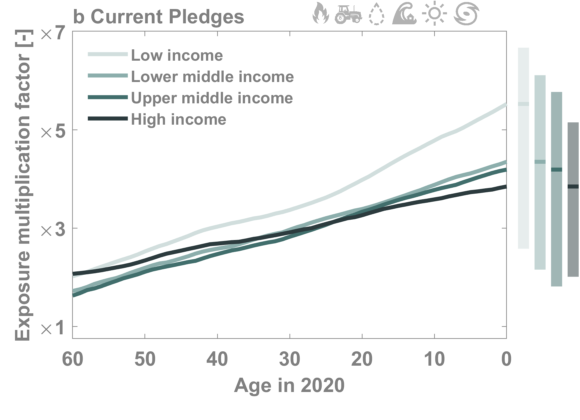 b Current Pledges
Exposure multiplication factor [-]
×7
×5
×3
×1
Low income
Lower middle income
Upper middle income
High income
60 50 40 30 20 10 0
Age in 2020